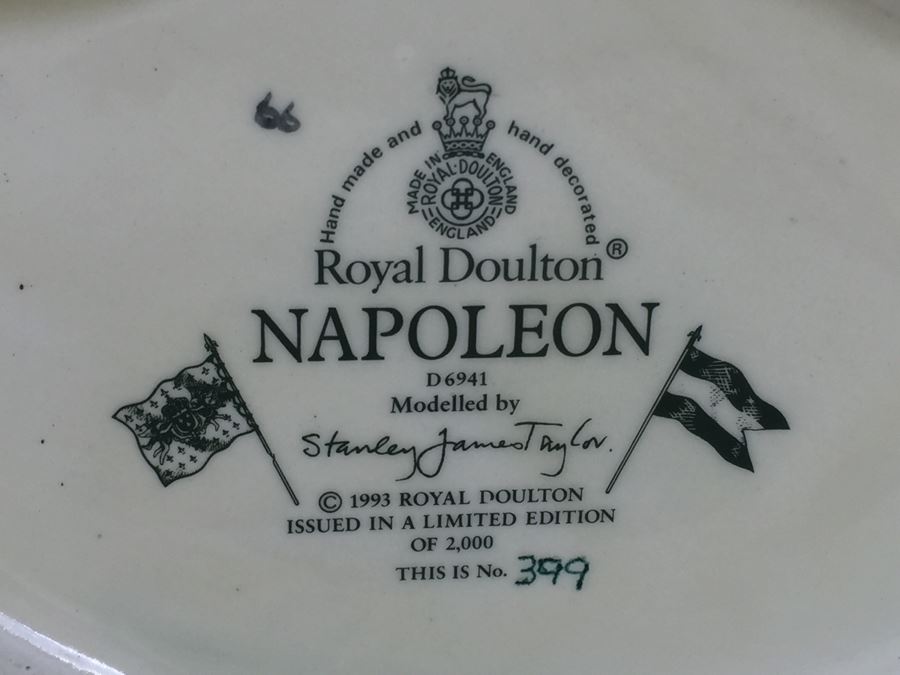 66
Hand made and hand decorated
MADE IN ENGLAND
ROYAL·DOULTON
ENGLAND
Royal Doulton®
NAPOLEON
D6941
Modelled by
Stanley James Taylor.
© 1993 ROYAL DOULTON
ISSUED IN A LIMITED EDITION
OF 2,000
THIS IS No. 399